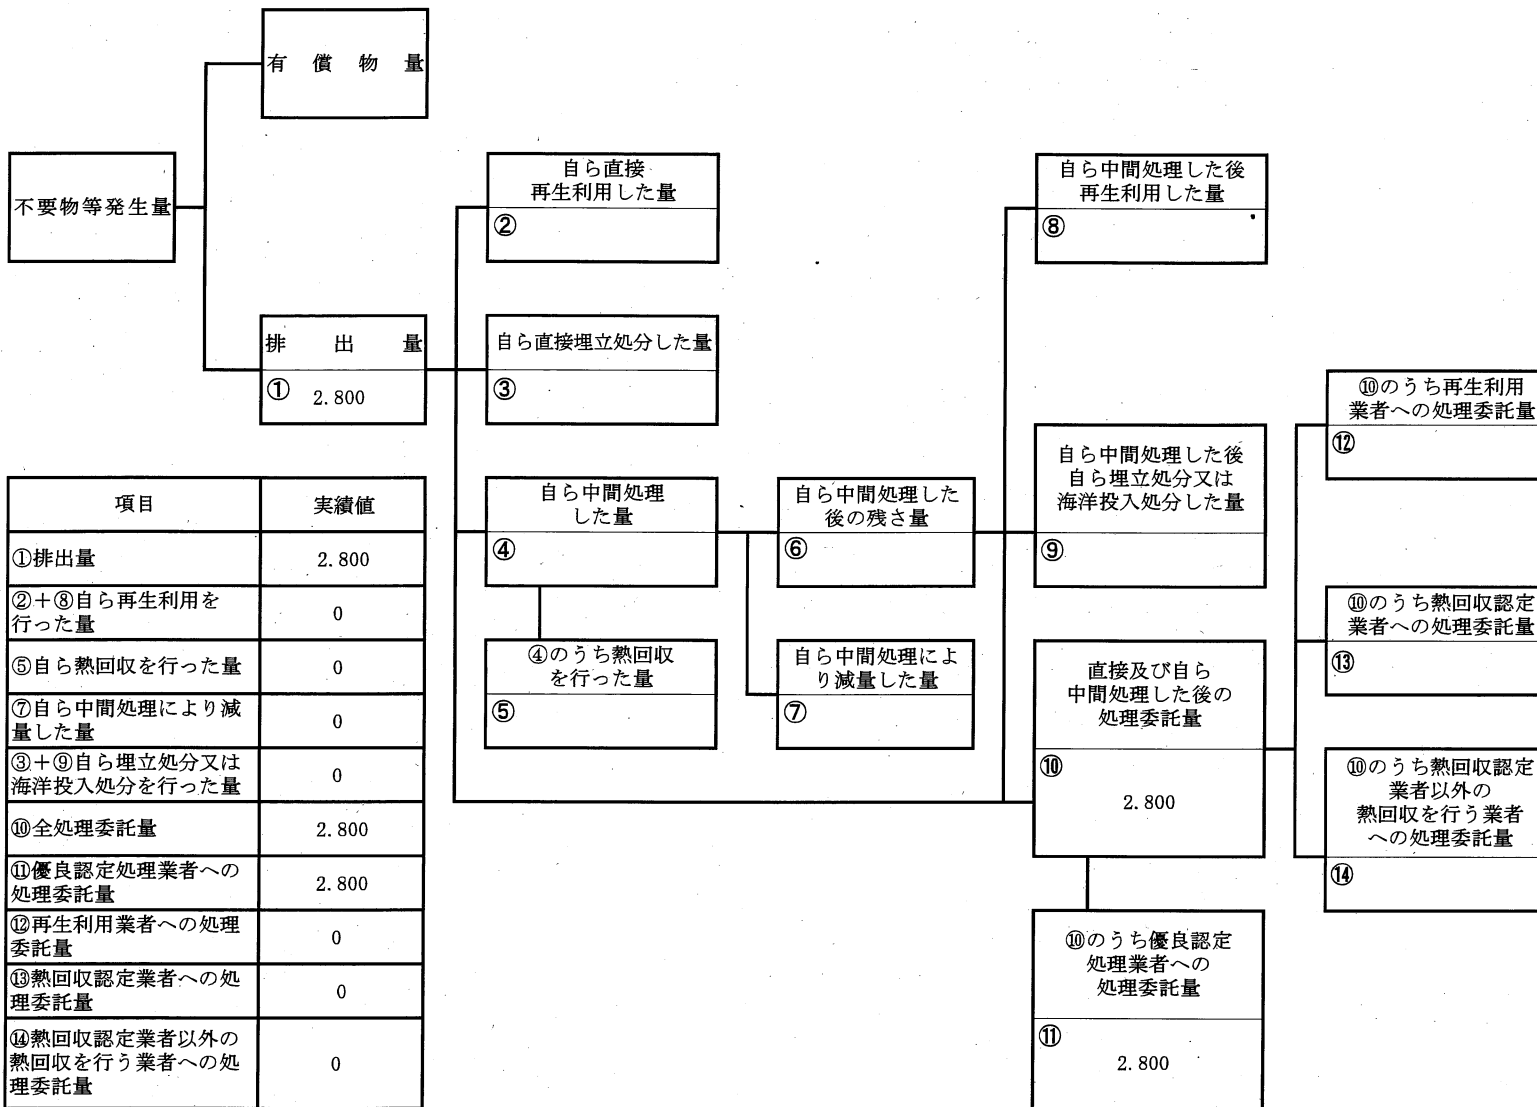 有償物量
不要物等発生量
排出量
① 2.800
自ら直接
再生利用した量
②
自ら直接埋立処分した量
③
自ら中間処理
した量
④
④のうち熱回収
を行った量
⑤
自ら中間処理した
後の残さ量
⑥
自ら中間処理によ
り減量した量
⑦
自ら中間処理した後
再生利用した量
⑧
自ら中間処理した後
自ら埋立処分又は
海洋投入処分した量
⑨
直接及び自ら
中間処理した後の
処理委託量
⑩
2.800
⑩のうち優良認定
処理業者への
処理委託量
⑪
2.800
⑩のうち再生利用
業者への処理委託量
⑫
⑩のうち熱回収認定
業者への処理委託量
⑬
⑩のうち熱回収認定
業者以外の
熱回収を行う業者
への処理委託量
⑭
項目 実績値
①排出量 2.800
②+⑧自ら再生利用を
行った量 0
⑤自ら熱回収を行った量 0
⑦自ら中間処理により減
量した量 0
③+⑨自ら埋立処分又は
海洋投入処分を行った量 0
⑩全処理委託量 2.800
⑪優良認定処理業者への
処理委託量 2.800
⑫再生利用業者への処理
委託量 0
⑬熱回収認定業者への処
理委託量 0
⑭熱回収認定業者以外の
熱回収を行う業者への処
理委託量 0